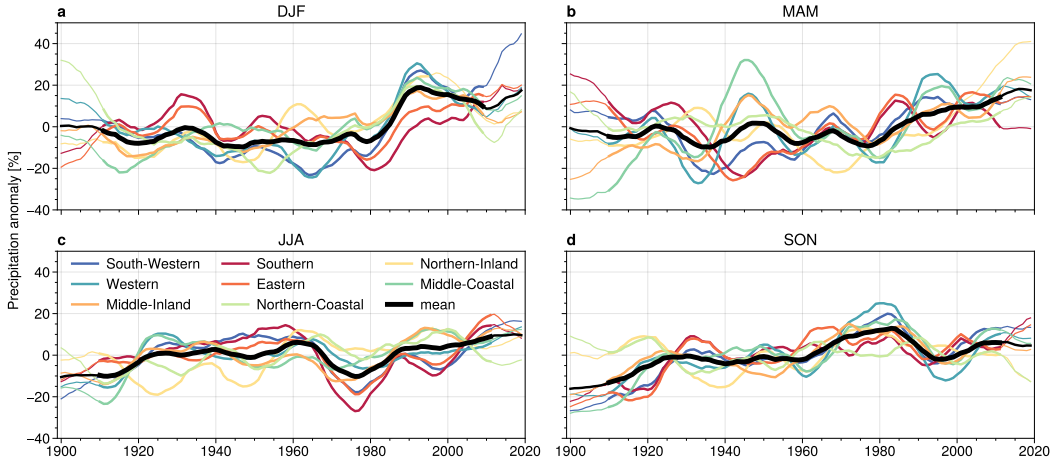 a DJF
b MAM
40
20
0
−20
−40
Precipitation anomaly [%]
c JJA
d SON
South-Western Southern Northern-Inland
Western Eastern Middle-Coastal
Middle-Inland Northern-Coastal mean
40
20
0
−20
−40
1900 1920 1940 1960 1980 2000 2020
1900 1920 1940 1960 1980 2000 2020